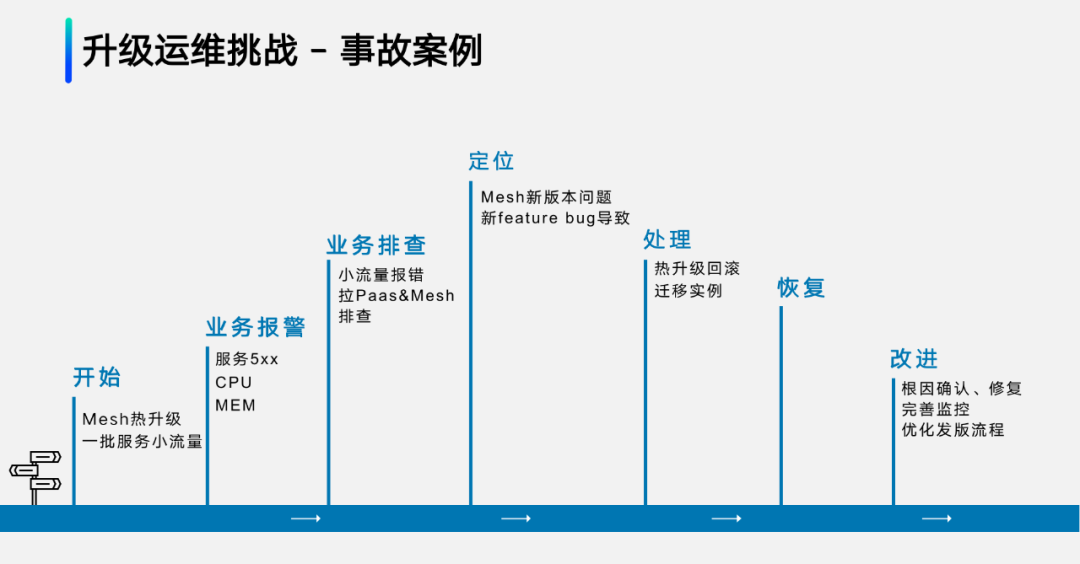 升级运维挑战 - 事故案例
开始
Mesh热升级
一批服务小流量
业务报警
服务5xx
CPU
MEM
业务排查
小流量报错
拉Paas&Mesh
排查
定位
Mesh新版本问题
新feature bug导致
处理
热升级回滚
迁移实例
恢复
改进
根因确认、修复
完善监控
优化发版流程